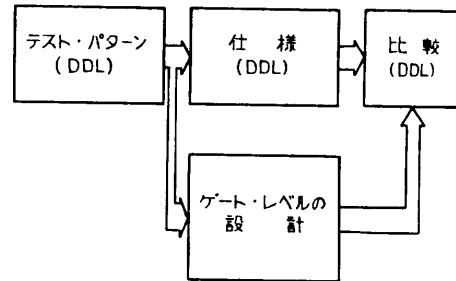 テスト・パターン
(DDL)
仕 様
(DDL)
比 較
(DDL)
ゲート・レベルの
設 計